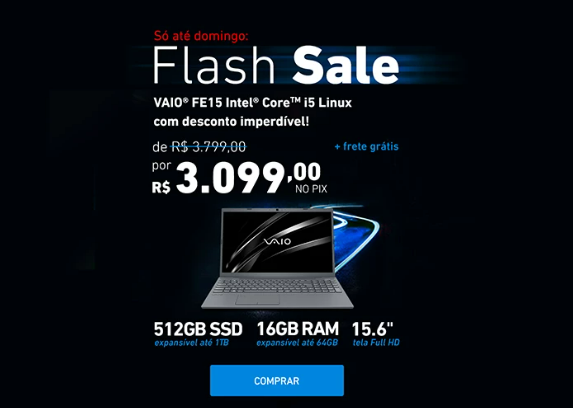 Só até domingo:
Flash Sale
VAIO® FE15 Intel® Core™ i5 Linux
com desconto imperdível!
de R$ 3.799,00
+ frete grátis
por
R$ 3.099,00
NO PIX
VAIO
512GB SSD 16GB RAM 15.6"
expansível até 1TB expansível até 64GB tela Full HD
COMPRAR